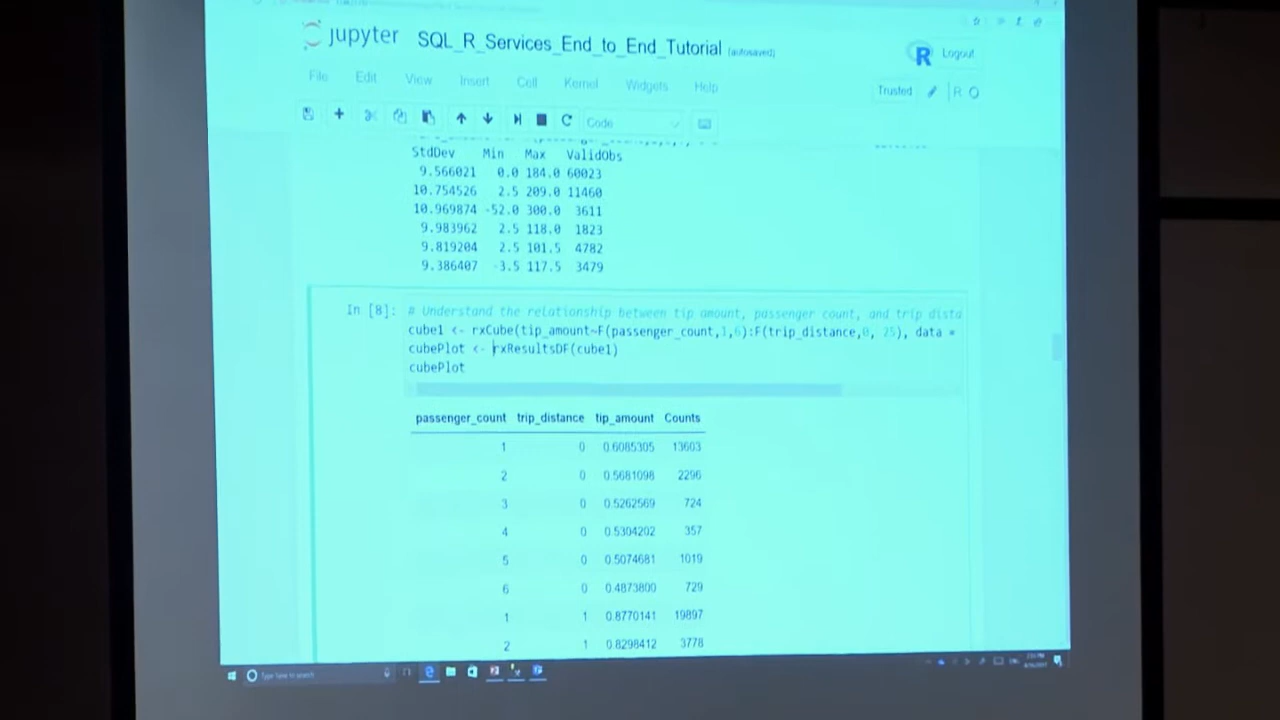 jupyter SQL_R_Services_End_to_End_Tutorial (autosaved)
R Logout
File Edit View Insert Cell Kernel Widgets Help
Trusted R
Code
StdDev Min Max ValidObs
9.566021 0.0 184.0 60023
10.754526 2.5 209.0 11460
10.969874 -52.0 300.0 3611
9.983962 2.5 118.0 1823
9.819204 2.5 101.5 4782
9.386407 -3.5 117.5 3479
In [8]: # Understand the relationship between tip amount, passenger count, and trip dista
cube1 <- rxCube(tip_amount~F(passenger_count,1,6):F(trip_distance,0, 25), data =
cubePlot <- rxResultsDF(cube1)
cubePlot
passenger_count trip_distance tip_amount Counts
1 0 0.6085305 13603
2 0 0.5681098 2296
3 0 0.5262569 724
4 0 0.5304202 357
5 0 0.5074681 1019
6 0 0.4873800 729
1 1 0.8770141 19897
2 1 0.8298412 3778
Type here to search